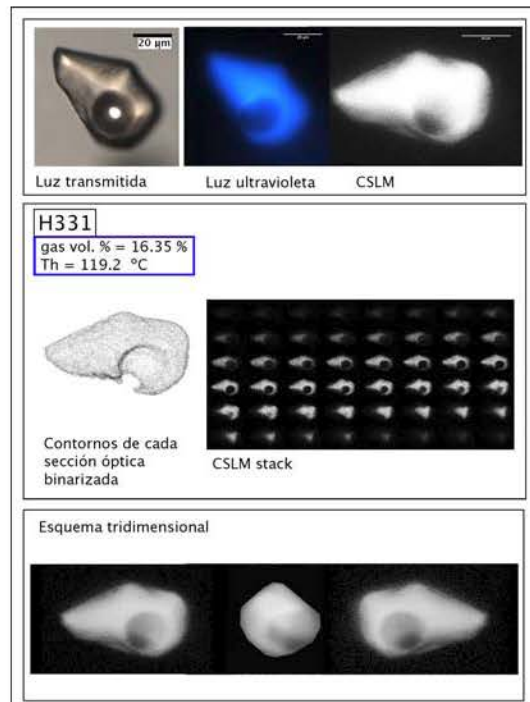 20 µm
Luz transmitida
Luz ultravioleta
CSLM
H331
gas vol. % = 16.35 %
Th = 119.2 ºC
Contornos de cada
sección óptica
binarizada
CSLM stack
Esquema tridimensional